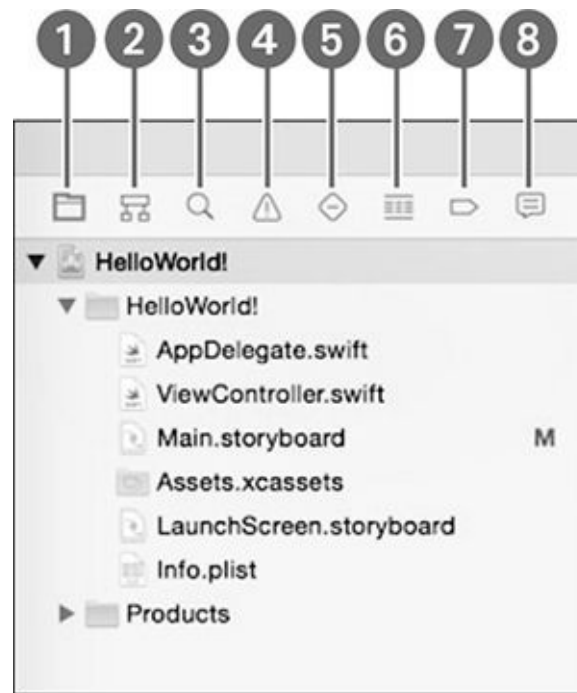 1 2 3 4 5 6 7 8
HelloWorld!
HelloWorld!
AppDelegate.swift
ViewController.swift
Main.storyboard M
Assets.xcassets
LaunchScreen.storyboard
Info.plist
Products